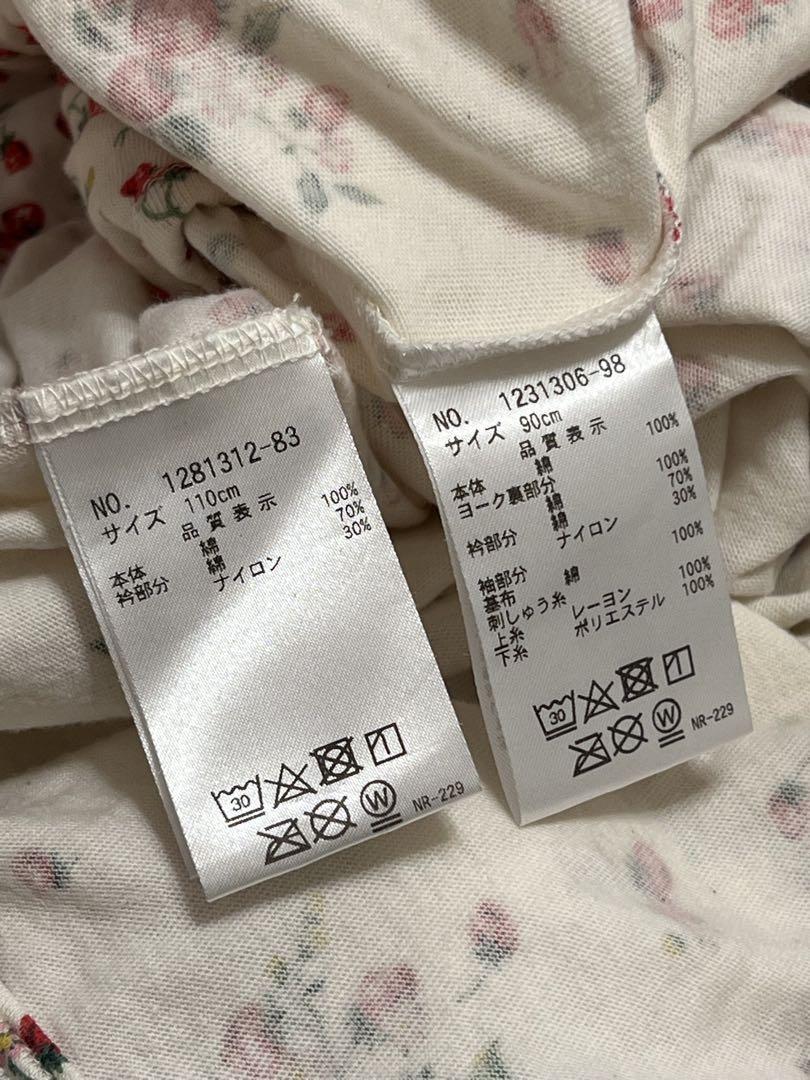 NO. 1281312-83
サイズ 110cm
品質表示
本体 綿 100%
衿部分 綿 70%
ナイロン 30%
30
1
W
NR-229
NO. 1231306-98
サイズ 90cm
品質表示
本体 綿 100%
ヨーク裏部分 綿 100%
衿部分 綿 70%
ナイロン 30%
袖部分
基布 綿 100%
刺しゅう糸
上糸 レーヨン 100%
下糸 ポリエステル 100%
30
1
W
NR-229